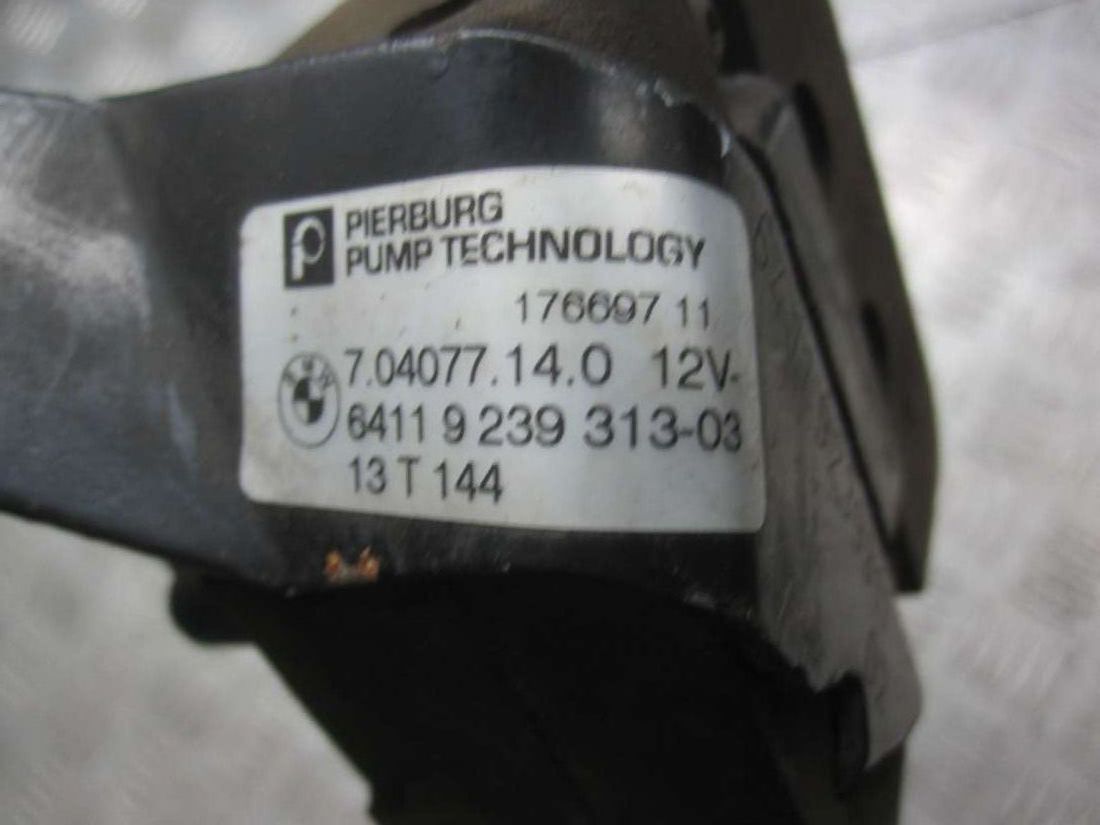 PIERBURG
PUMP TECHNOLOGY
176697 11
7.04077.14.0 12V-
6411 9 239 313-03
13 T 144